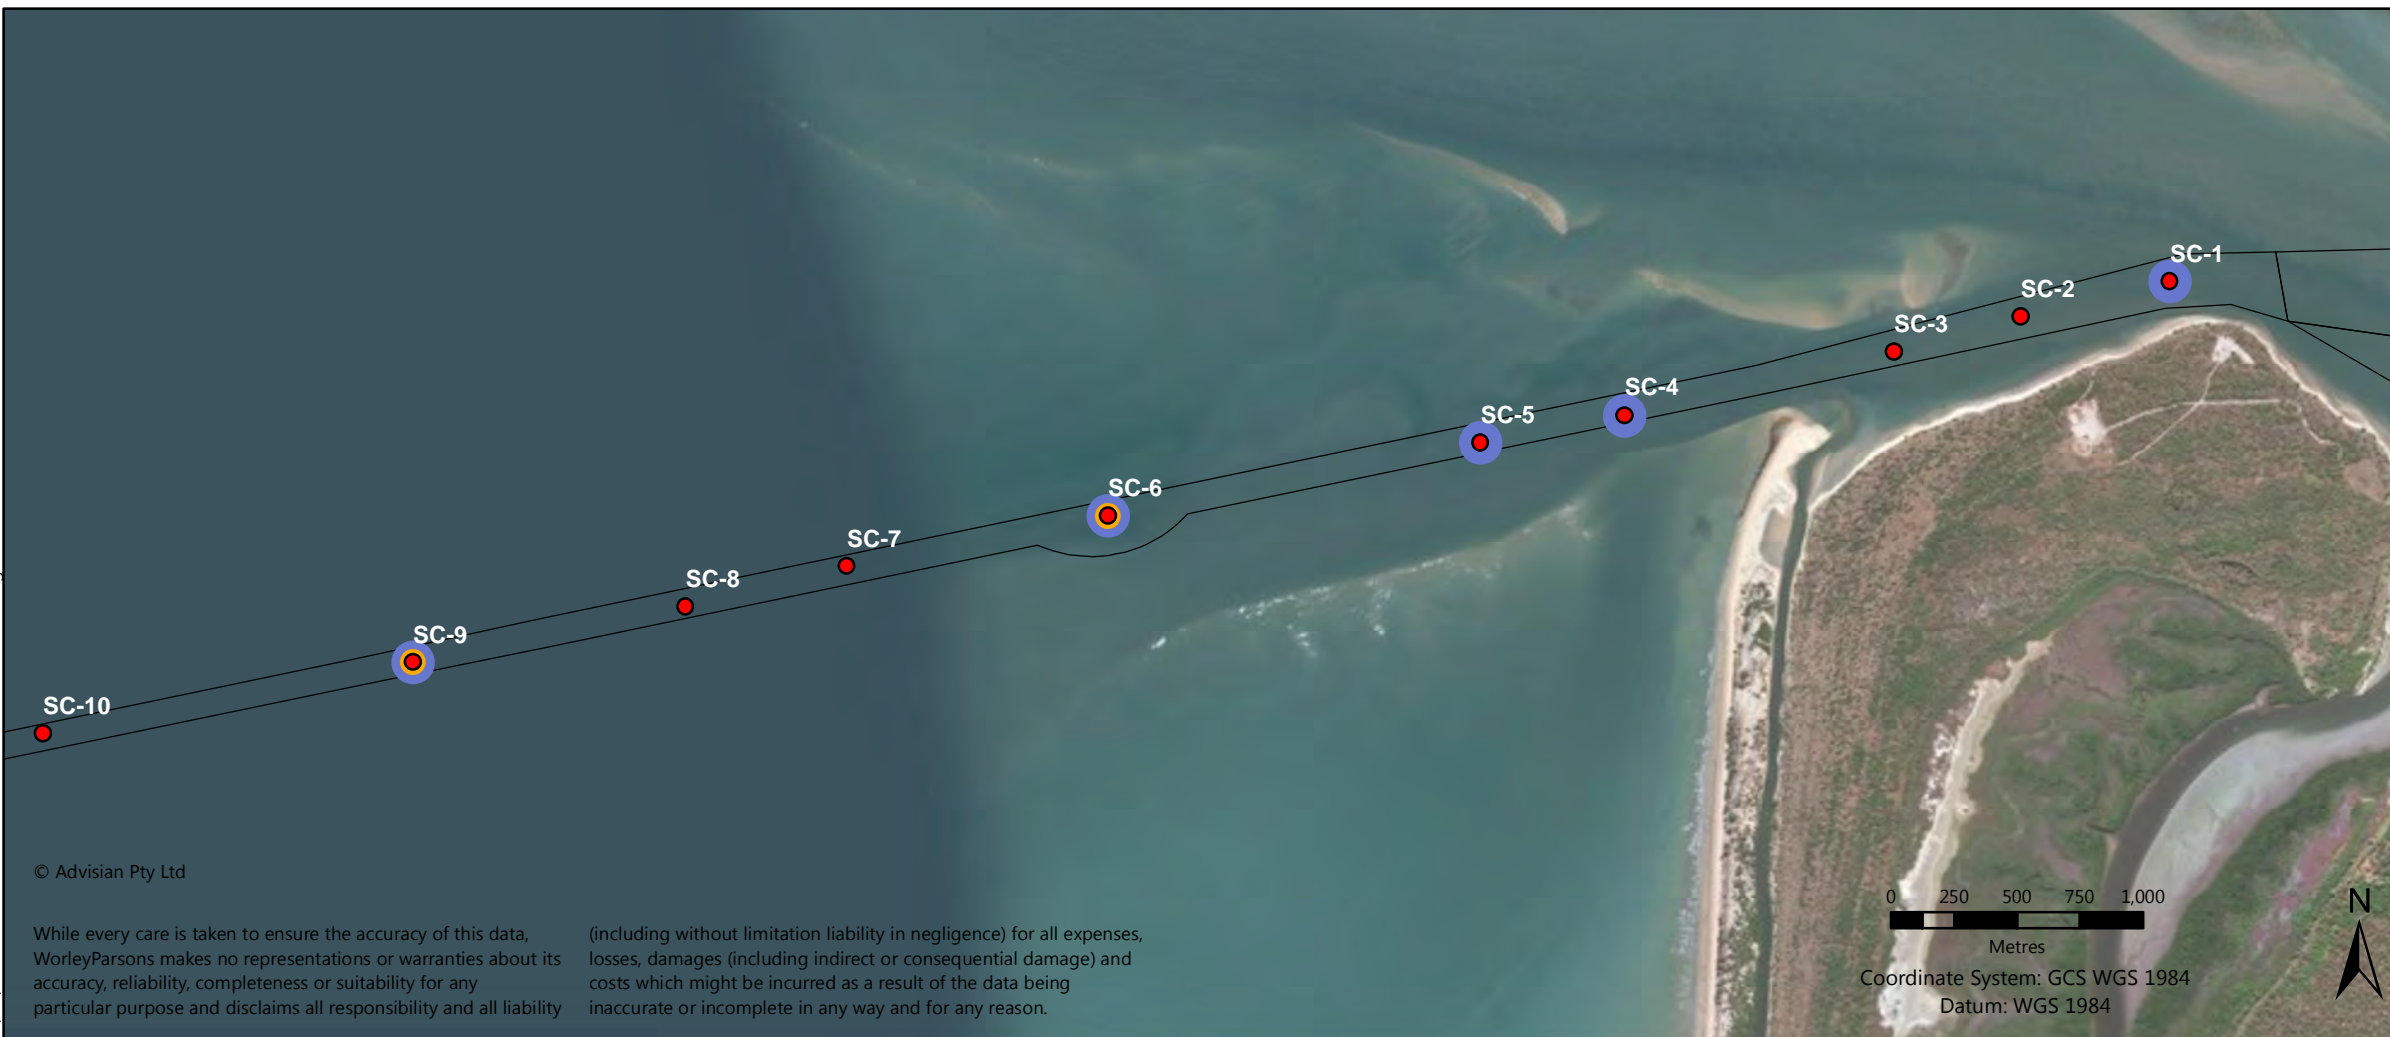 SC-1
SC-2
SC-3
SC-4
SC-5
SC-6
SC-7
SC-8
SC-9
SC-10
© Advisian Pty Ltd
While every care is taken to ensure the accuracy of this data,
WorleyParsons makes no representations or warranties about its
accuracy, reliability, completeness or suitability for any
particular purpose and disclaims all responsibility and all liability
(including without limitation liability in negligence) for all expenses,
losses, damages (including indirect or consequential damage) and
costs which might be incurred as a result of the data being
inaccurate or incomplete in any way and for any reason.
0 250 500 750 1,000
Metres
Coordinate System: GCS WGS 1984
Datum: WGS 1984
N